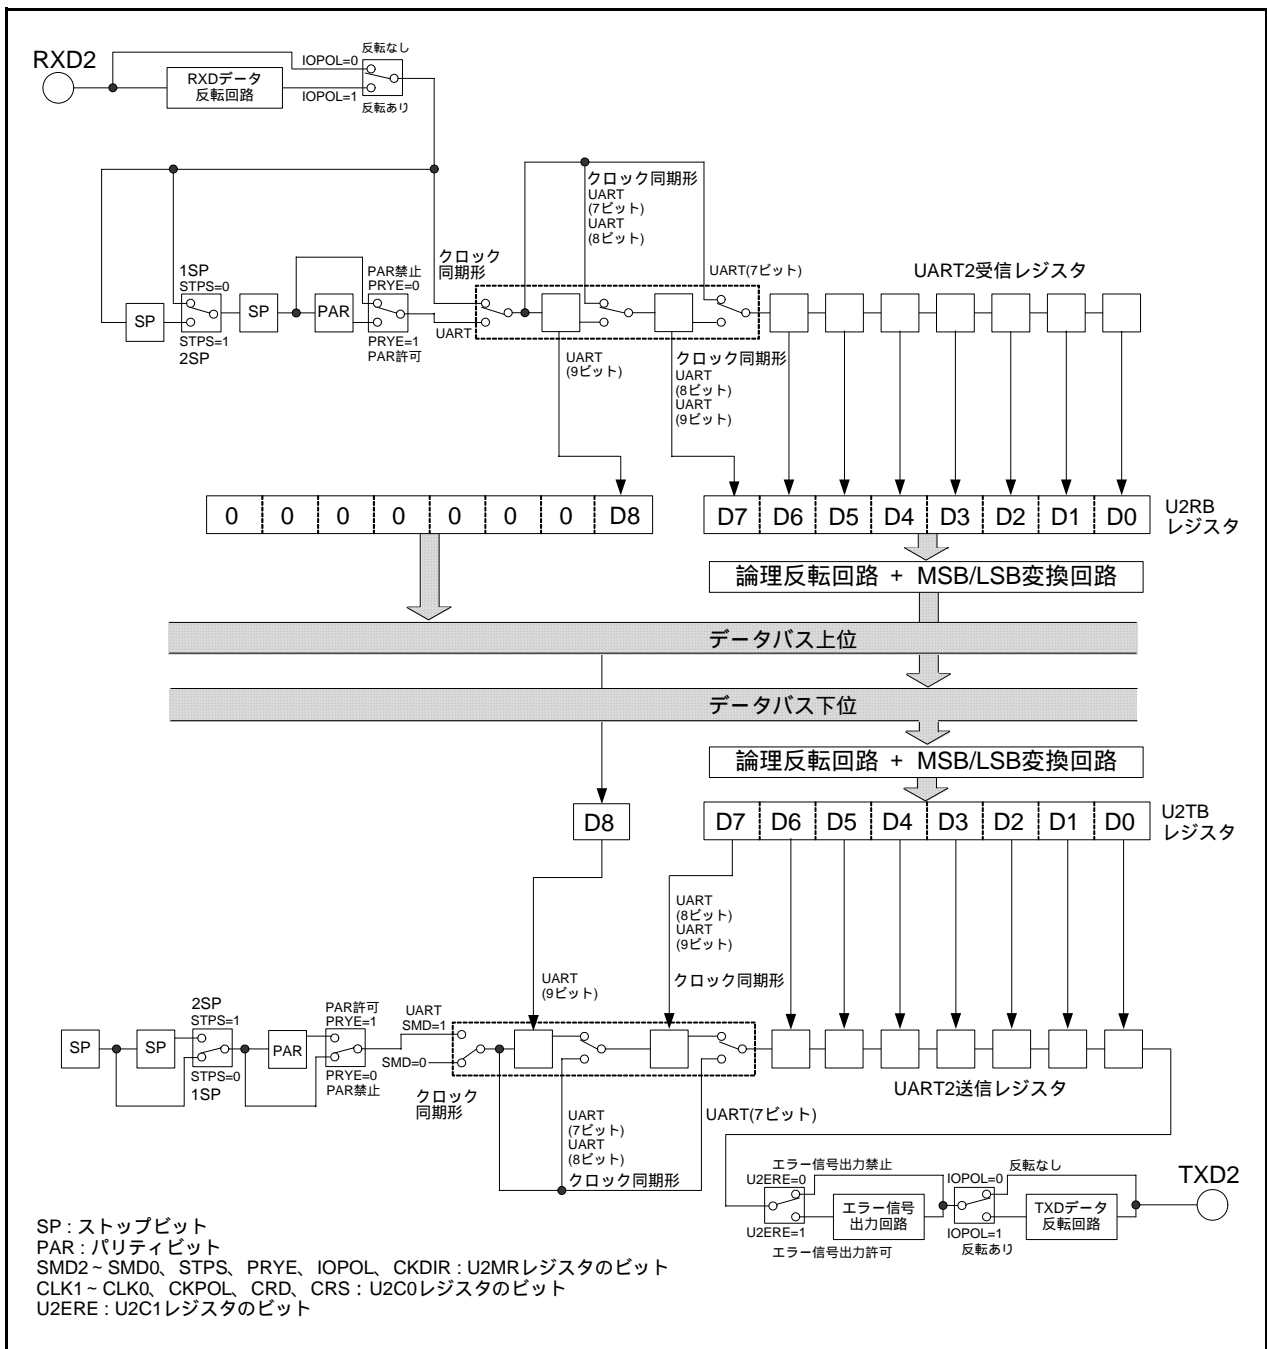 RXD2
IOPOL=0
反転なし
RXDデータ
反転回路
IOPOL=1
反転あり
クロック同期形
UART
(7ビット)
UART
(8ビット)
1SP
STPS=0
SP
STPS=1
2SP
SP
PAR
PAR禁止
PRYE=0
PRYE=1
PAR許可
クロック
同期形
UART
UART(7ビット)
UART2受信レジスタ
UART
(9ビット)
クロック同期形
UART
(8ビット)
UART
(9ビット)
0 0 0 0 0 0 0 D8
D7 D6 D5 D4 D3 D2 D1 D0
U2RB
レジスタ
論理反転回路 + MSB/LSB変換回路
データバス上位
データバス下位
論理反転回路 + MSB/LSB変換回路
D8
D7 D6 D5 D4 D3 D2 D1 D0
U2TB
レジスタ
UART
(8ビット)
UART
(9ビット)
クロック同期形
UART
(9ビット)
SP
SP
2SP
STPS=1
STPS=0
1SP
PAR
PAR許可
PRYE=1
PRYE=0
PAR禁止
UART
SMD=1
SMD=0
クロック
同期形
UART
(7ビット)
UART
(8ビット)
クロック同期形
UART(7ビット)
UART2送信レジスタ
エラー信号出力禁止
U2ERE=0
U2ERE=1
エラー信号出力許可
エラー信号
出力回路
IOPOL=0
反転なし
IOPOL=1
反転あり
TXDデータ
反転回路
TXD2
SP : ストップビット
PAR : パリティビット
SMD2~SMD0、STPS、PRYE、IOPOL、CKDIR : U2MRレジスタのビット
CLK1~CLK0、CKPOL、CRD、CRS : U2C0レジスタのビット
U2ERE : U2C1レジスタのビット